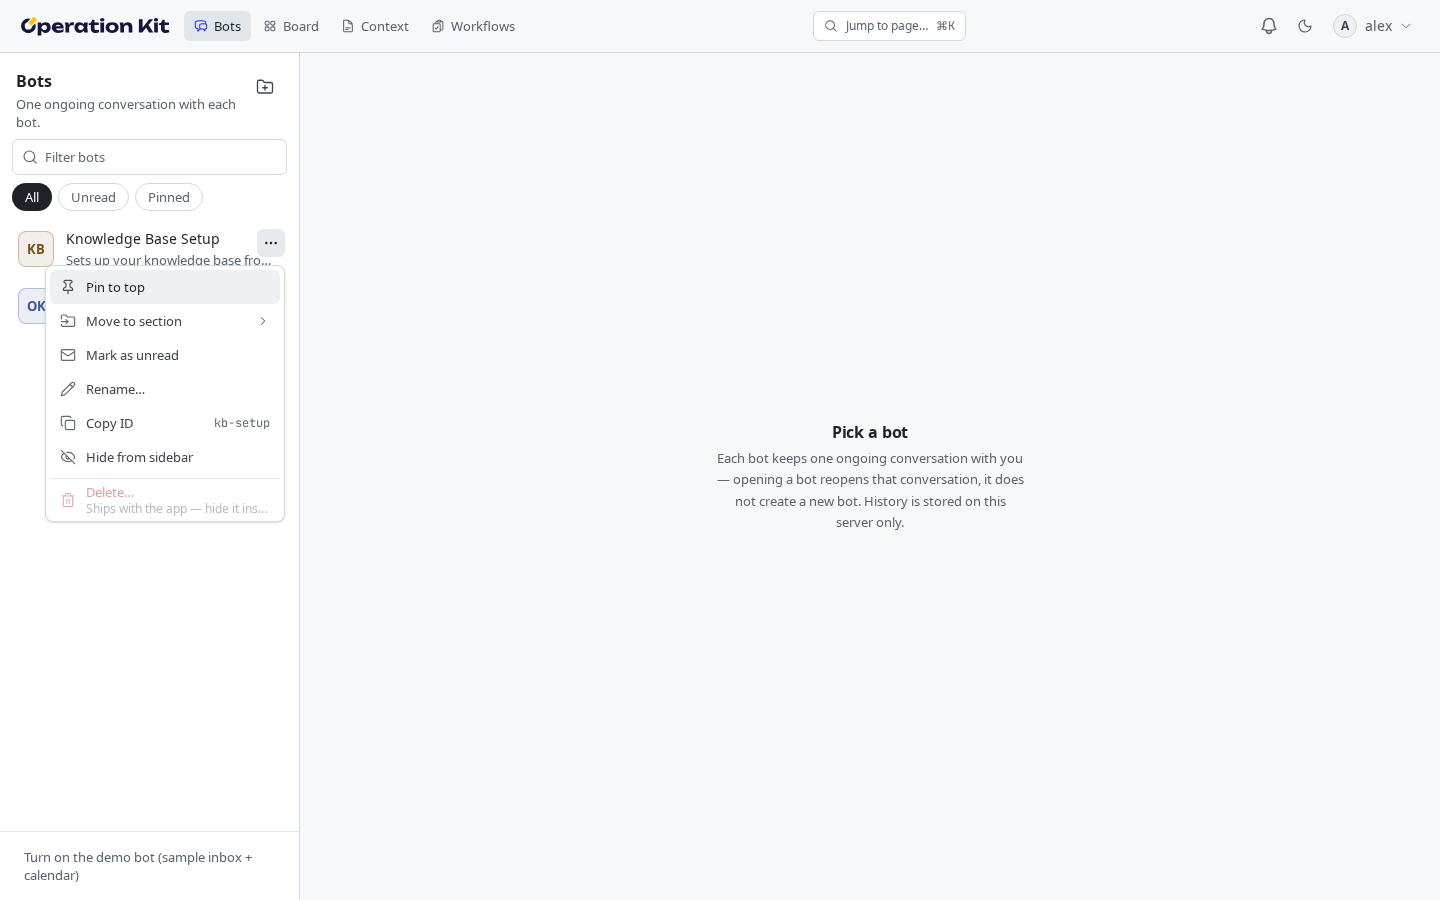 Operation Kit
Bots
Board
Context
Workflows
Jump to page... ⌘K
A
alex
Bots
One ongoing conversation with each
bot.
Filter bots
All
Unread
Pinned
KB
Knowledge Base Setup
Sets up your knowledge base fro...
OK
Pin to top
Move to section
Mark as unread
Rename...
Copy ID
kb-setup
Hide from sidebar
Delete...
Ships with the app — hide it ins...
Pick a bot
Each bot keeps one ongoing conversation with you
— opening a bot reopens that conversation, it does
not create a new bot. History is stored on this
server only.
Turn on the demo bot (sample inbox +
calendar)